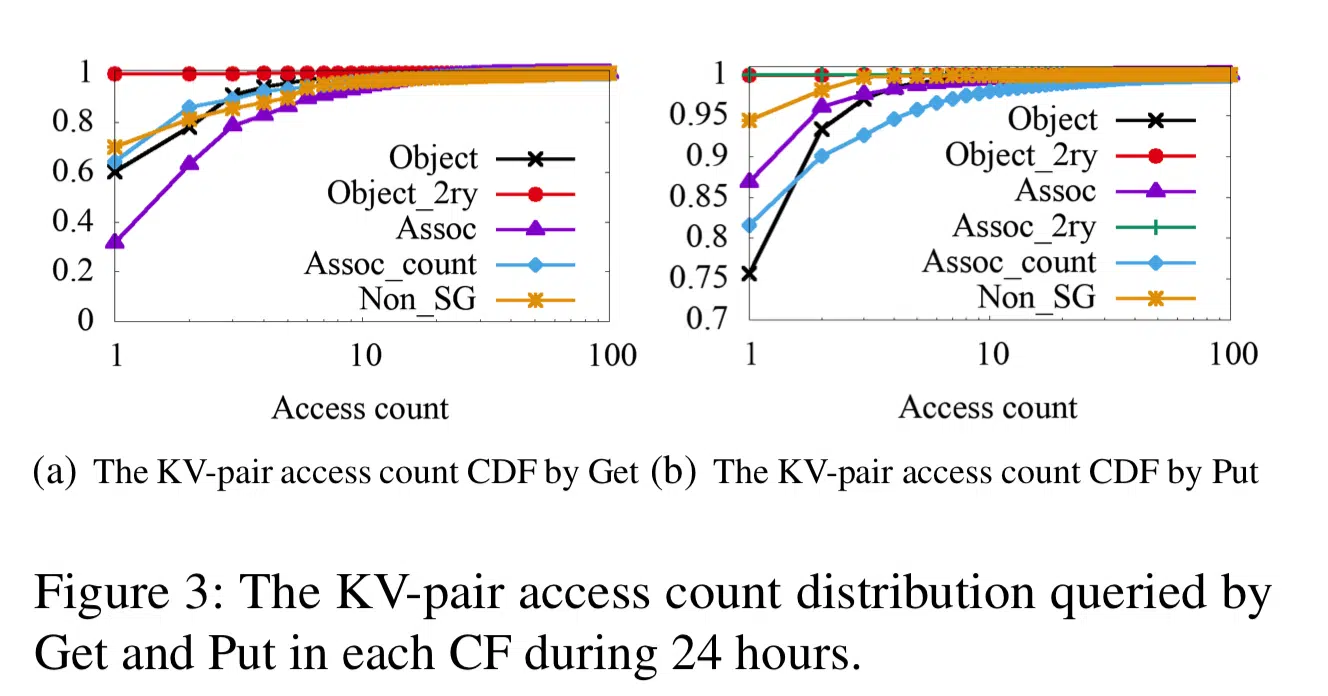 1
0.8
0.6
0.4
0.2
0
Object
Object_2ry
Assoc
Assoc_count
Non_SG
1 10 100
Access count
1
0.95
0.9
0.85
0.8
0.75
0.7
Object
Object_2ry
Assoc
Assoc_2ry
Assoc_count
Non_SG
1 10 100
Access count
(a) The KV-pair access count CDF by Get (b) The KV-pair access count CDF by Put
Figure 3: The KV-pair access count distribution queried by
Get and Put in each CF during 24 hours.